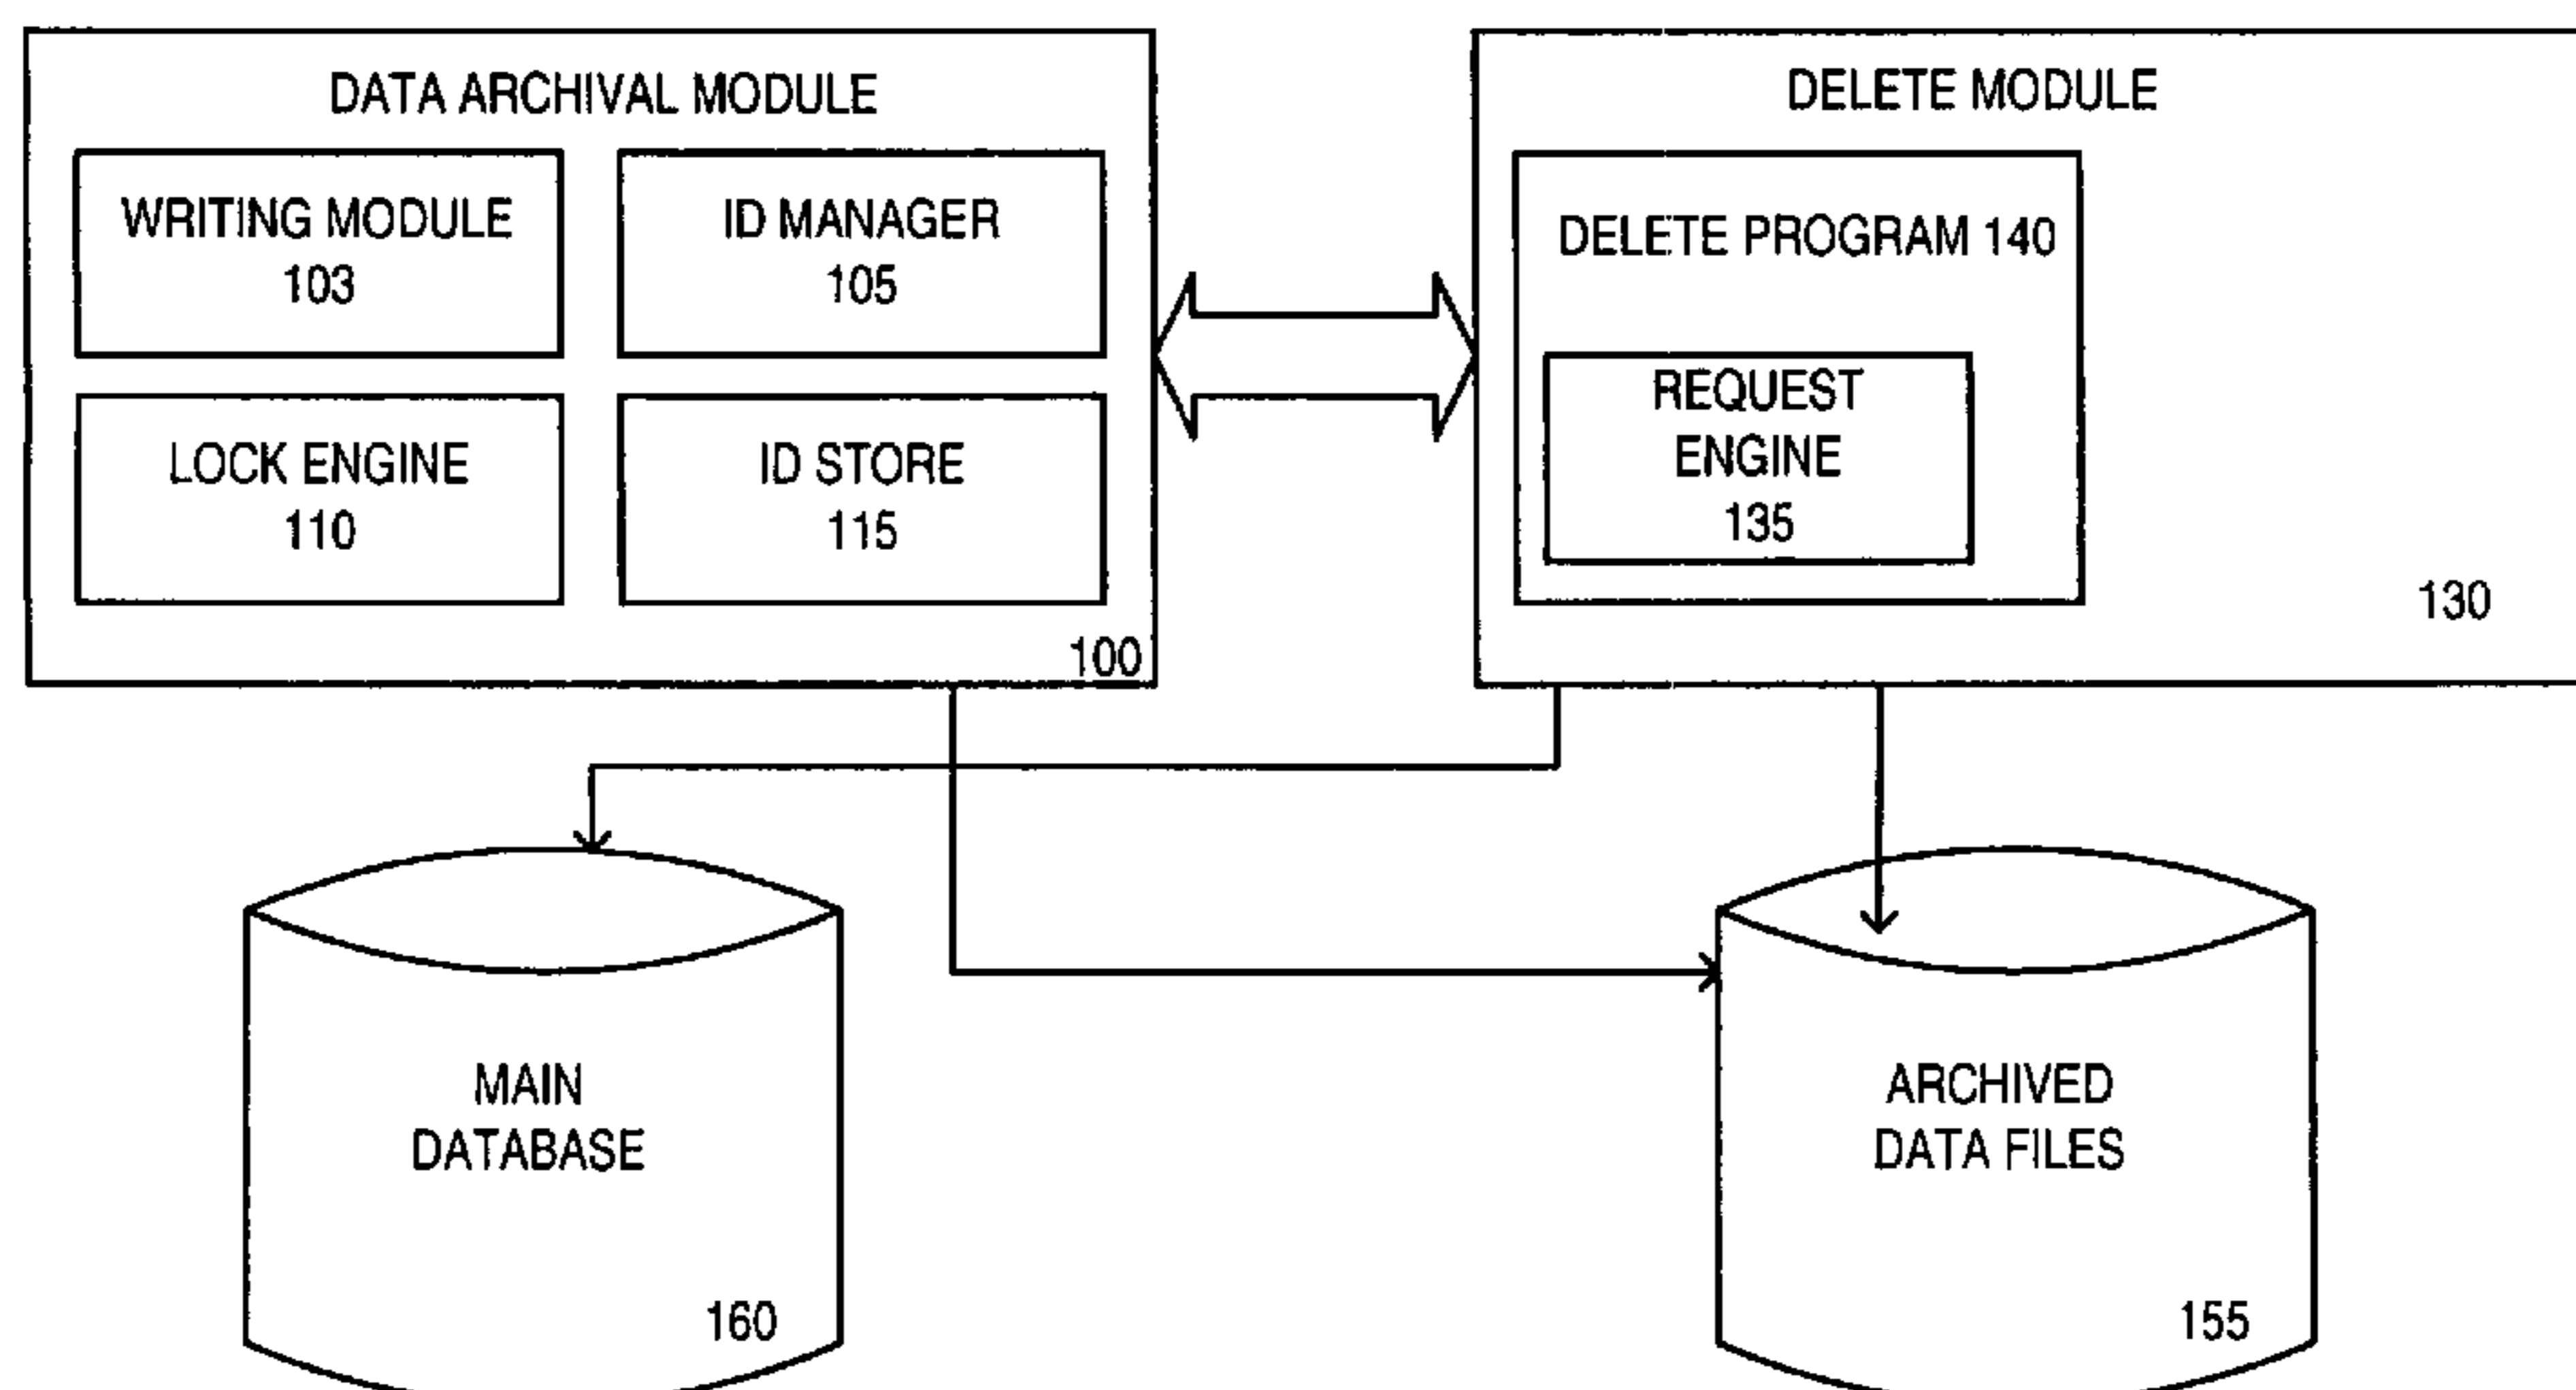 DATA ARCHIVAL MODULE
WRITING MODULE
103
ID MANAGER
105
LOCK ENGINE
110
ID STORE
115
100
DELETE MODULE
DELETE PROGRAM 140
REQUEST
ENGINE
135
130
MAIN
DATABASE
160
ARCHIVED
DATA FILES
155